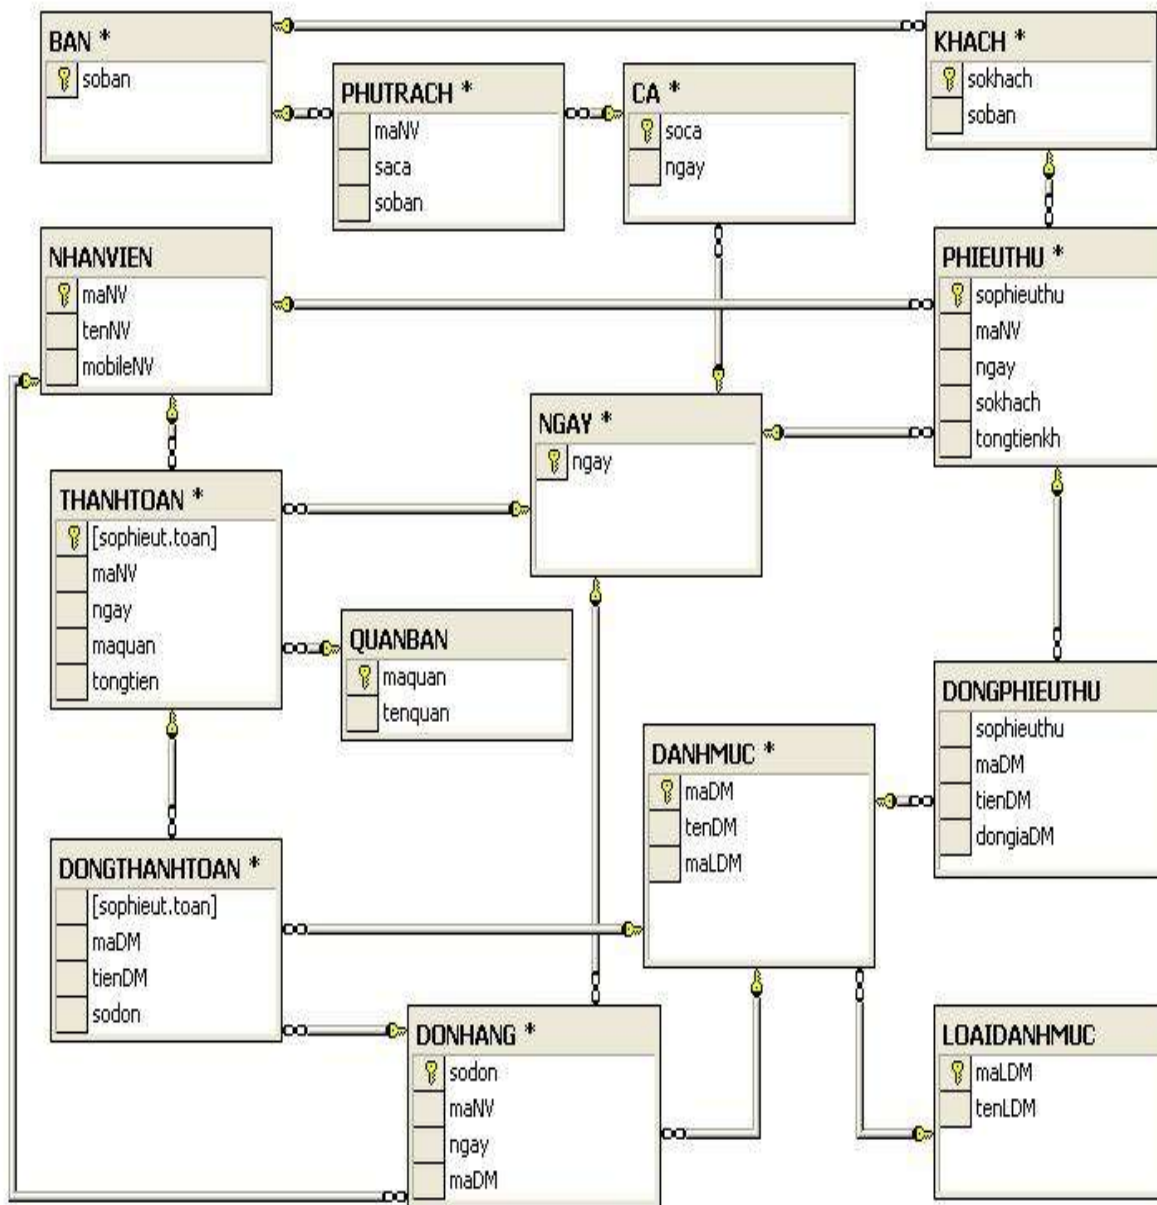 BAN *
soban
PHUTRACH *
maNV
saca
soban
CA *
soca
ngay
KHACH *
sokhach
soban
NHANVIEN
maNV
tenNV
mobileNV
PHIEUTHU *
sophieuthu
maNV
ngay
sokhach
tongtienkh
NGAY *
ngay
THANHTOAN *
[sophieut.toan]
maNV
ngay
maquan
tongtien
QUANBAN
maquan
tenquan
DONGPHIEUTHU
sophieuthu
maDM
tienDM
dongiaDM
DANHMUC *
maDM
tenDM
maLDM
DONGTHANHTOAN *
[sophieut.toan]
maDM
tienDM
sodon
DONHANG *
sodon
maNV
ngay
maDM
LOAIDANHMUC
maLDM
tenLDM